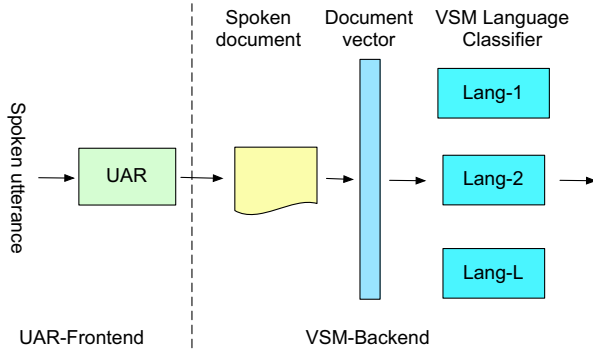 Spoken
document
Document
vector
VSM Language
Classifier
Spoken utterance
UAR
Lang-1
Lang-2
Lang-L
UAR-Frontend
VSM-Backend